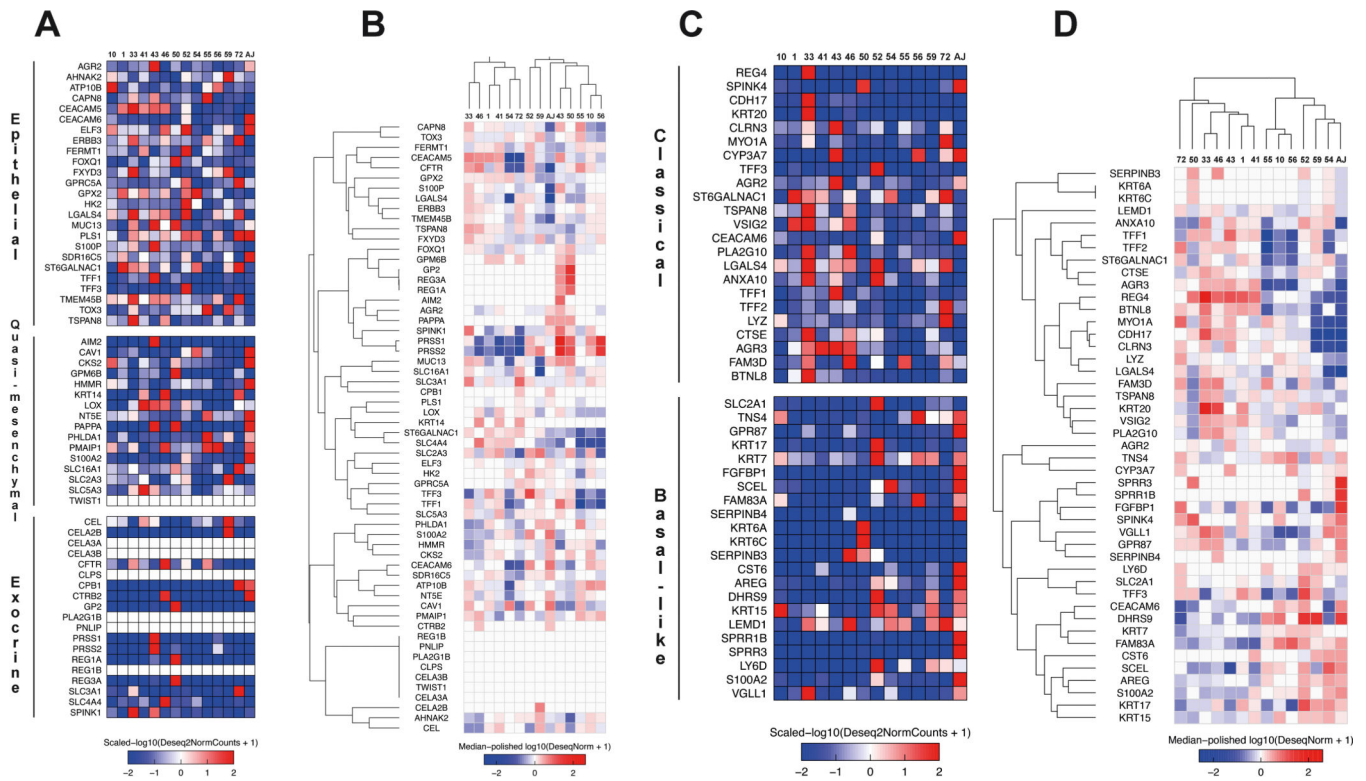 A
10 1 33 41 43 46 50 52 54 55 56 59 72 AJ
Epithelial
AGR2
AHNAK2
ATP10B
CAPN8
CEACAM5
CEACAM6
ELF3
ERBB3
FERMT1
FOXQ1
FXYD3
GPRC5A
GPX2
HK2
LGALS4
MUC13
PLS1
S100P
SDR16C5
ST6GALNAC1
TFF1
TFF3
TMEM45B
TOX3
TSPAN8
Quasi-mesenchymal
AIM2
CAV1
CKS2
GPM6B
HMMR
KRT14
LOX
NT5E
PAPPA
PHLDA1
PMAIP1
S100A2
SLC16A1
SLC2A3
SLC5A3
TWIST1
Exocrine
CEL
CELA2B
CELA3A
CELA3B
CFTR
CLPS
CPB1
CTRB2
GP2
PLA2G1B
PNLIP
PRSS1
PRSS2
REG1A
REG1B
REG3A
SLC3A1
SLC4A4
SPINK1
Scaled-log10(Deseq2NormCounts + 1)
−2 −1 0 1 2
B
33 46 1 41 54 72 52 59 AJ 43 50 55 10 56
CAPN8
TOX3
FERMT1
CEACAM5
CFTR
GPX2
S100P
LGALS4
ERBB3
TMEM45B
TSPAN8
FXYD3
FOXQ1
GPM6B
GP2
REG3A
REG1A
AIM2
AGR2
PAPPA
SPINK1
PRSS1
PRSS2
MUC13
SLC16A1
SLC3A1
CPB1
PLS1
LOX
KRT14
ST6GALNAC1
SLC4A4
SLC2A3
ELF3
HK2
GPRC5A
TFF3
TFF1
SLC5A3
PHLDA1
S100A2
HMMR
CKS2
CEACAM6
SDR16C5
ATP10B
NT5E
CAV1
PMAIP1
CTRB2
REG1B
PNLIP
PLA2G1B
CLPS
CELA3B
TWIST1
CELA3A
CELA2B
AHNAK2
CEL
Median−polished log10(DeseqNorm + 1)
−2 0 2
C
10 1 33 41 43 46 50 52 54 55 56 59 72 AJ
Classical
REG4
SPINK4
CDH17
KRT20
CLRN3
MYO1A
CYP3A7
TFF3
AGR2
ST6GALNAC1
TSPAN8
VSIG2
CEACAM6
PLA2G10
LGALS4
ANXA10
TFF1
TFF2
LYZ
CTSE
AGR3
FAM3D
BTNL8
Basal-like
SLC2A1
TNS4
GPR87
KRT17
KRT7
FGFBP1
SCEL
FAM83A
SERPINB4
KRT6A
KRT6C
SERPINB3
CST6
AREG
DHRS9
KRT15
LEMD1
SPRR1B
SPRR3
LY6D
S100A2
VGLL1
Scaled−log10(Deseq2NormCounts + 1)
−2 −1 0 1 2
D
72 50 33 46 43 1 41 55 10 56 52 59 54 AJ
SERPINB3
KRT6A
KRT6C
LEMD1
ANXA10
TFF1
TFF2
ST6GALNAC1
CTSE
AGR3
REG4
BTNL8
MYO1A
CDH17
CLRN3
LYZ
LGALS4
FAM3D
TSPAN8
KRT20
VSIG2
PLA2G10
AGR2
TNS4
CYP3A7
SPRR3
SPRR1B
FGFBP1
SPINK4
VGLL1
GPR87
SERPINB4
LY6D
SLC2A1
TFF3
CEACAM6
DHRS9
KRT7
FAM83A
CST6
SCEL
AREG
S100A2
KRT17
KRT15
Median−polished log10(DeseqNorm + 1)
−2 0 2